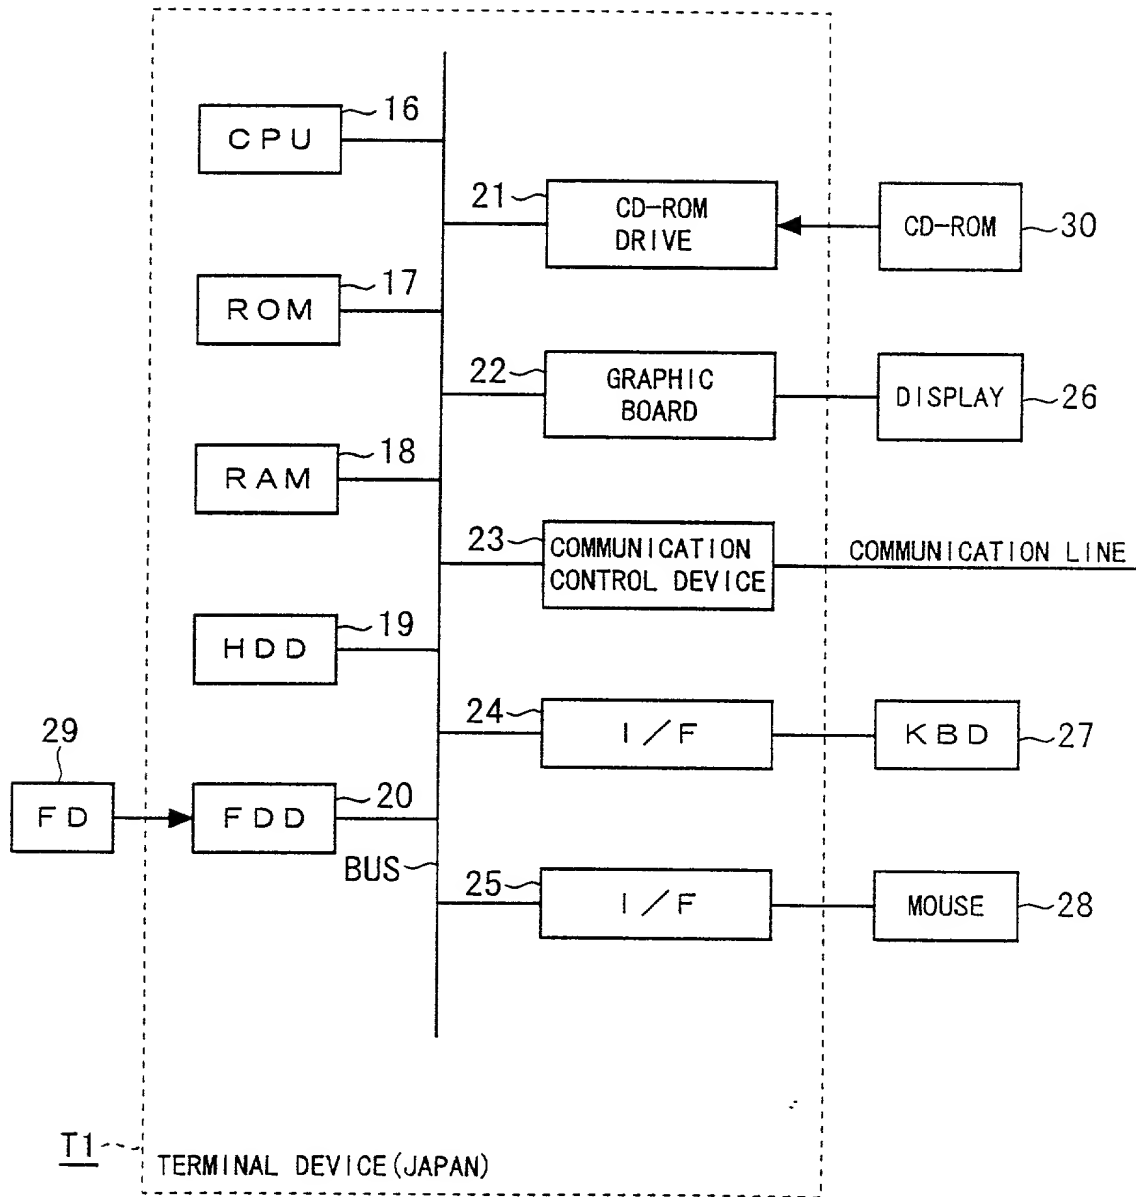 CPU
16
21
CD-ROM
DRIVE
CD-ROM
30
ROM
17
22
GRAPHIC
BOARD
DISPLAY
26
RAM
18
23
COMMUNICATION
CONTROL DEVICE
COMMUNICATION LINE
HDD
19
24
I/F
KBD
27
29
FD
FDD
20
BUS
25
I/F
MOUSE
28
T1
TERMINAL DEVICE(JAPAN)